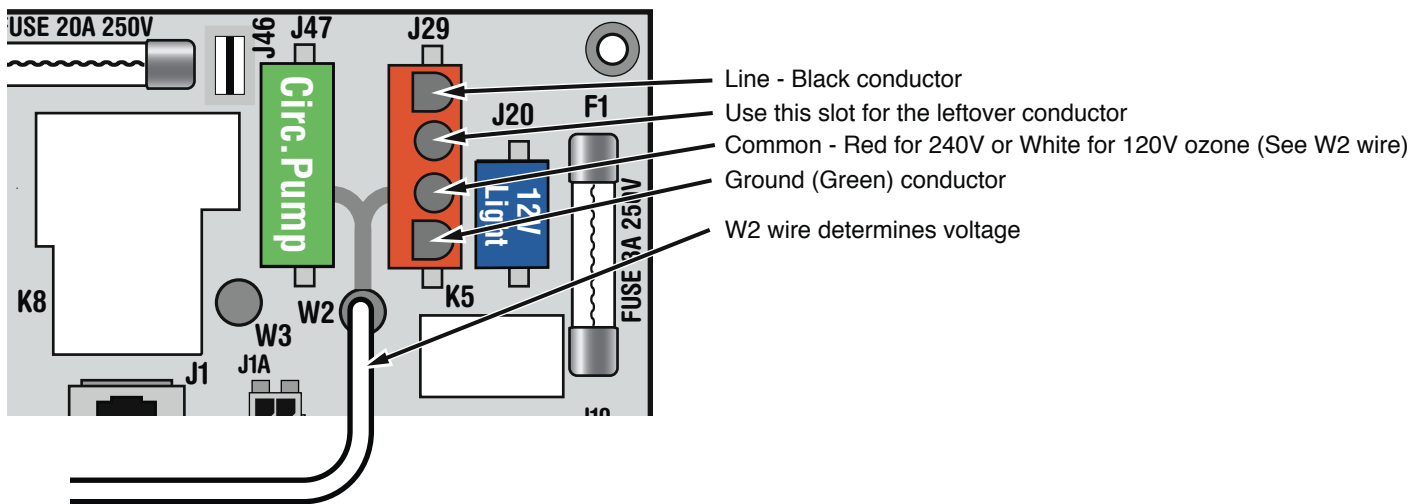 FUSE 20A 250V
J46
J47
J29
Circ.Pump
J20
12V
Light
F1
FUSE 3A 250V
Line - Black conductor
Use this slot for the leftover conductor
Common - Red for 240V or White for 120V ozone (See W2 wire)
Ground (Green) conductor
W2 wire determines voltage
K8
W3
W2
K5
J1
J1A